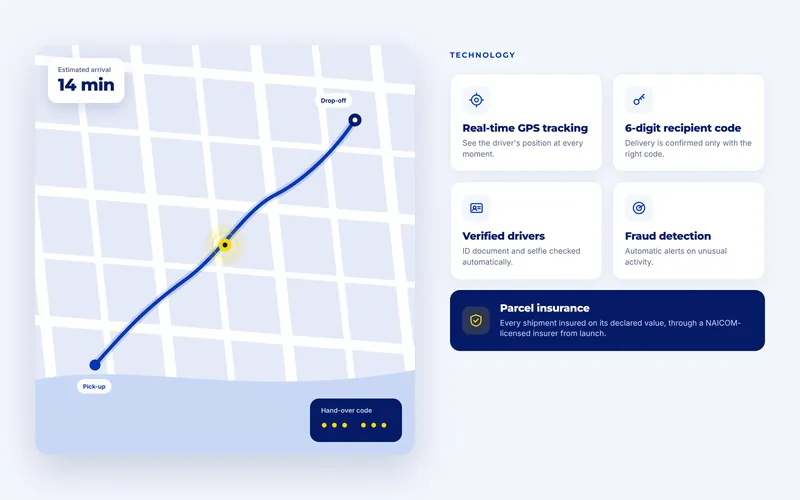 Estimated arrival
14 min
Drop-off
Pick-up
Hand-over code
TECHNOLOGY
Real-time GPS tracking
See the driver's position at every
moment.
6-digit recipient code
Delivery is confirmed only with the
right code.
Verified drivers
ID document and selfie checked
automatically.
Fraud detection
Automatic alerts on unusual
activity.
Parcel insurance
Every shipment insured on its declared value, through a NAICOM-
licensed insurer from launch.